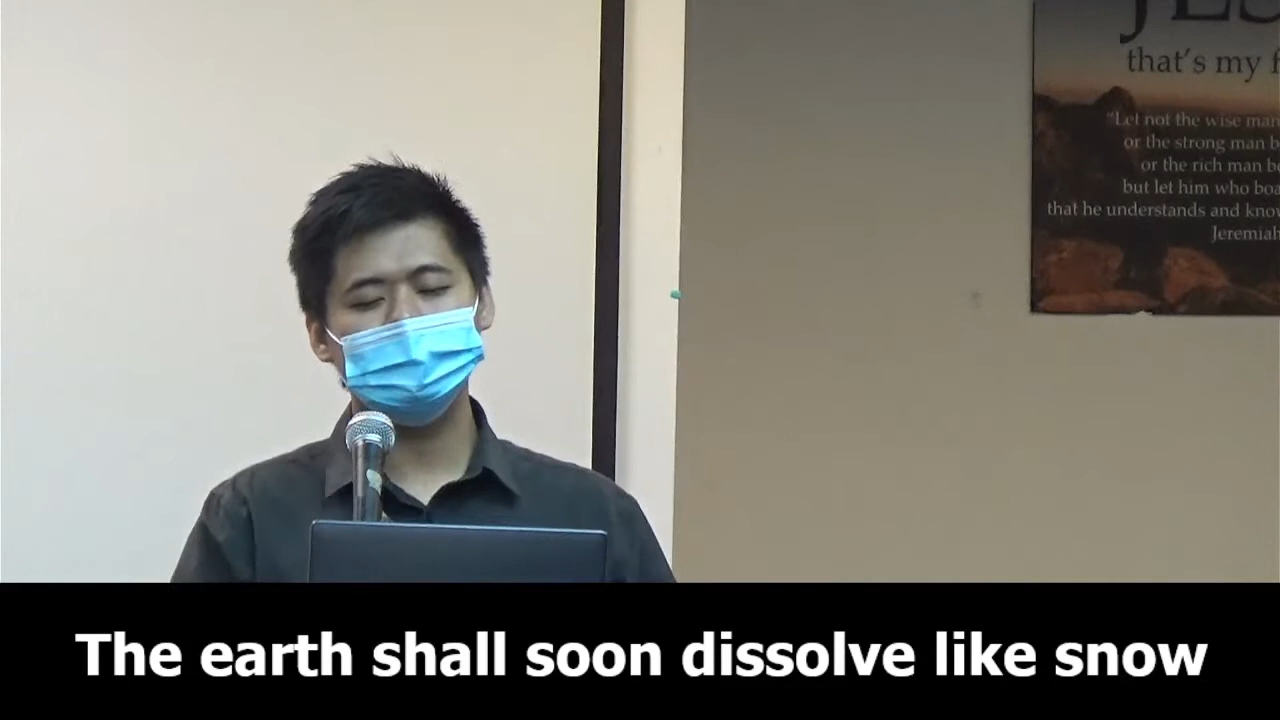 that's my
"Let not the wise man
or the strong man
or the rich man
but let him who
that he understands and
Jeremiah
The earth shall soon dissolve like snow